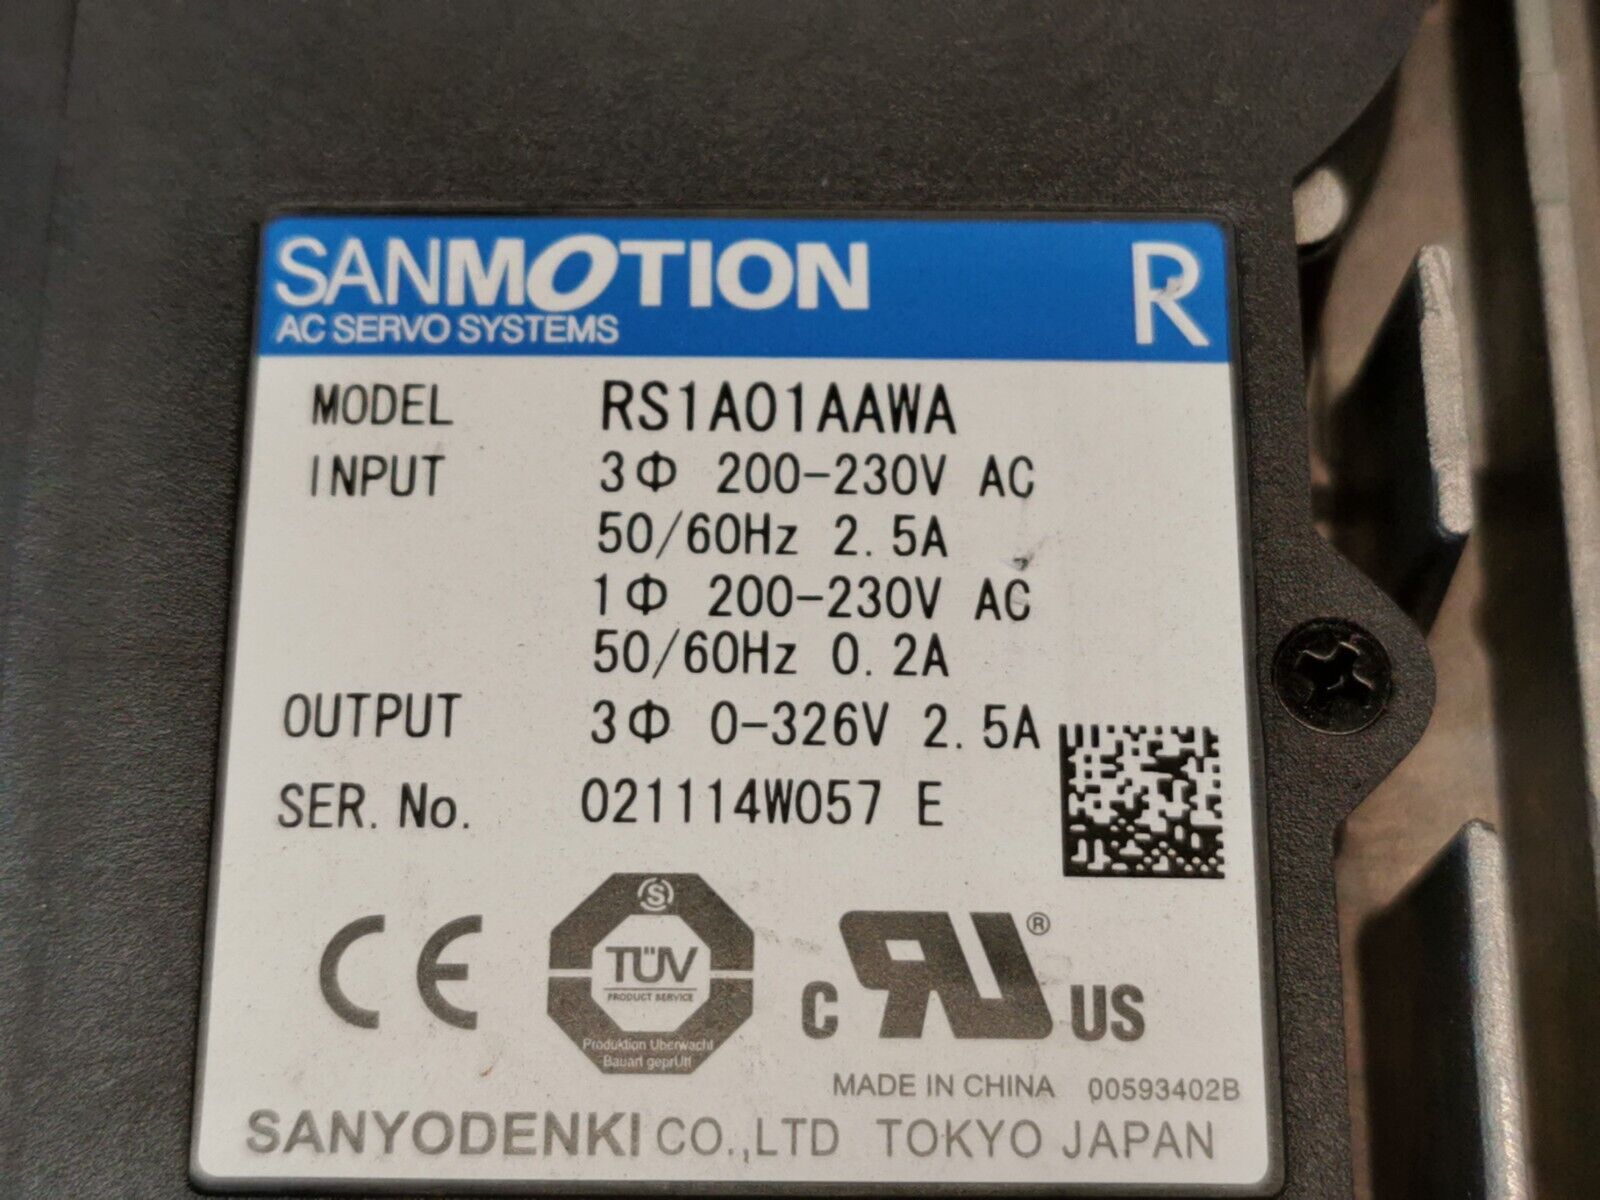 SANMOTION R
AC SERVO SYSTEMS
MODEL RS1A01AAWA
INPUT 3Φ 200-230V AC
50/60Hz 2.5A
1Φ 200-230V AC
50/60Hz 0.2A
OUTPUT 3Φ 0-326V 2.5A
SER. No. 021114W057 E
CE
S
TÜV
PRODUCT SERVICE
Produktion Überwacht
Bauart geprüft!
C RU ® US
MADE IN CHINA 00593402B
SANYODENKI CO.,LTD TOKYO JAPAN